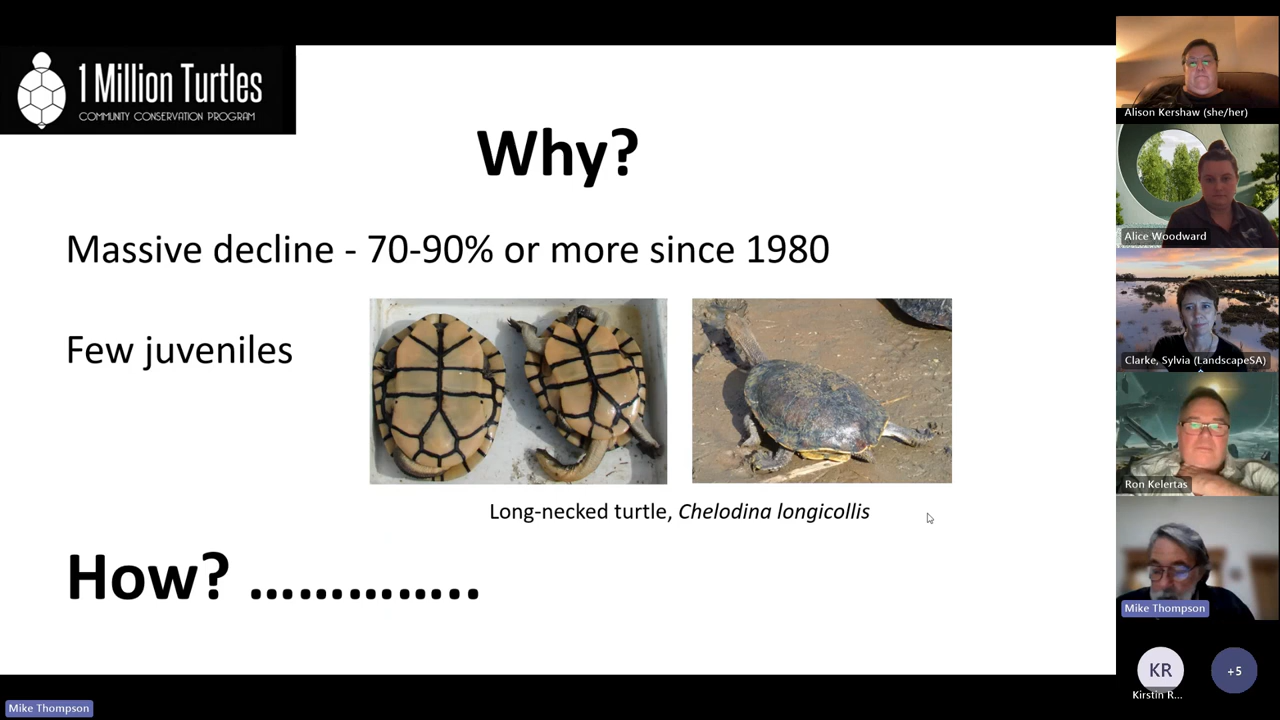 1 Million Turtles
COMMUNITY CONSERVATION PROGRAM
Why?
Massive decline - 70-90% or more since 1980
Few juveniles
Long-necked turtle, Chelodina longicollis
How? …………..
Mike Thompson
Alison Kershaw (she/her)
Alice Woodward
Clarke, Sylvia (LandscapeSA)
Ron Kelertas
Mike Thompson
KR
+5
Kirstin R...